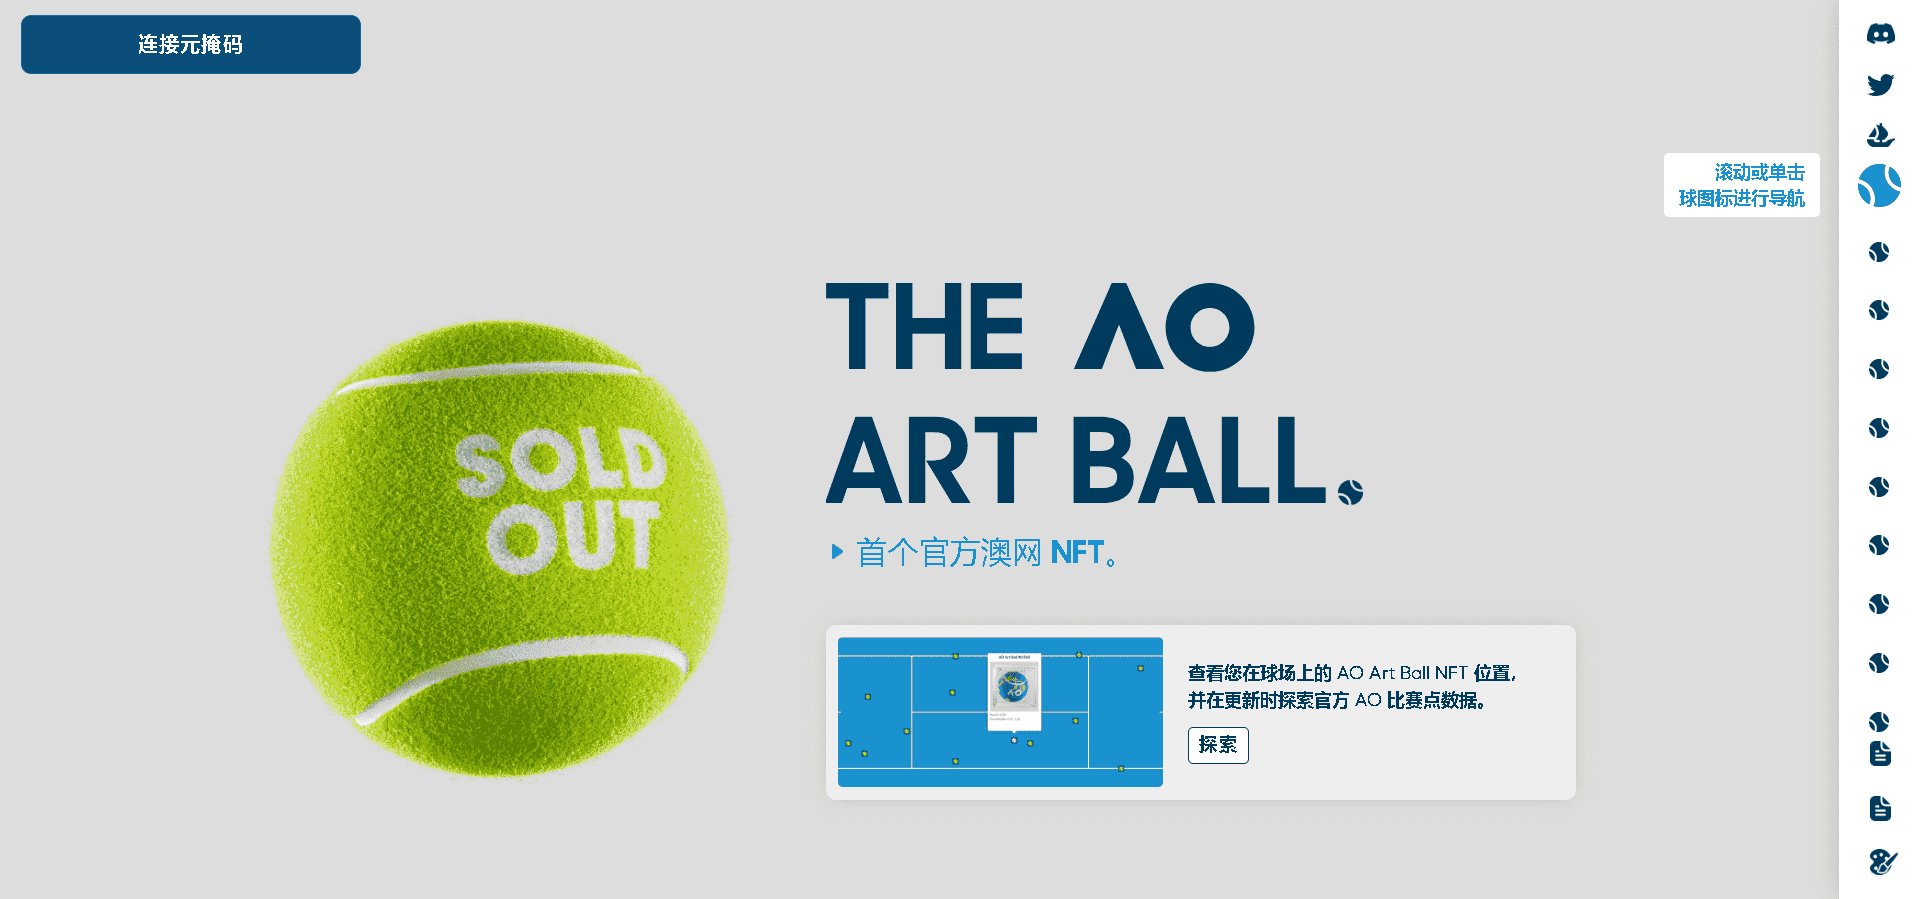 连接元掩码
滚动或单击
球图标进行导航
THE AO
ART BALL.
SOLD
OUT
首个官方澳网 NFT。
AO
查看您在球场上的 AO Art Ball NFT 位置,
并在更新时探索官方 AO 比赛点数据。
探索